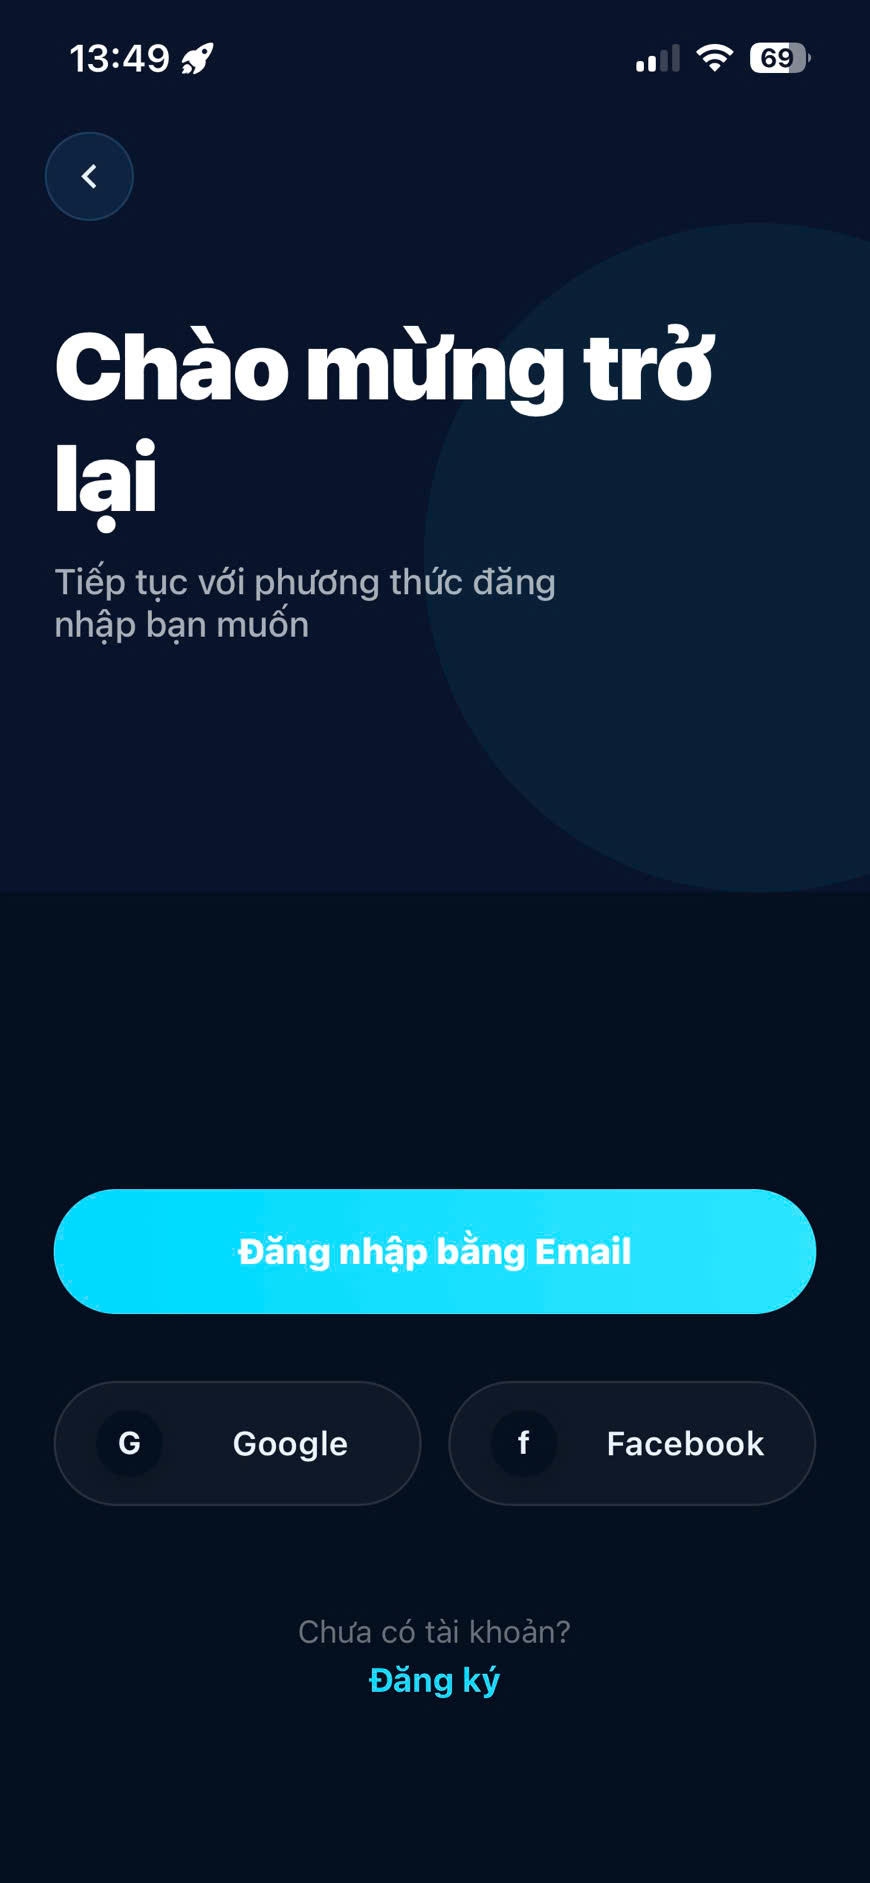 13:49
69
Chào mừng trở
lại
Tiếp tục với phương thức đăng
nhập bạn muốn
Đăng nhập bằng Email
G Google
f Facebook
Chưa có tài khoản?
Đăng ký